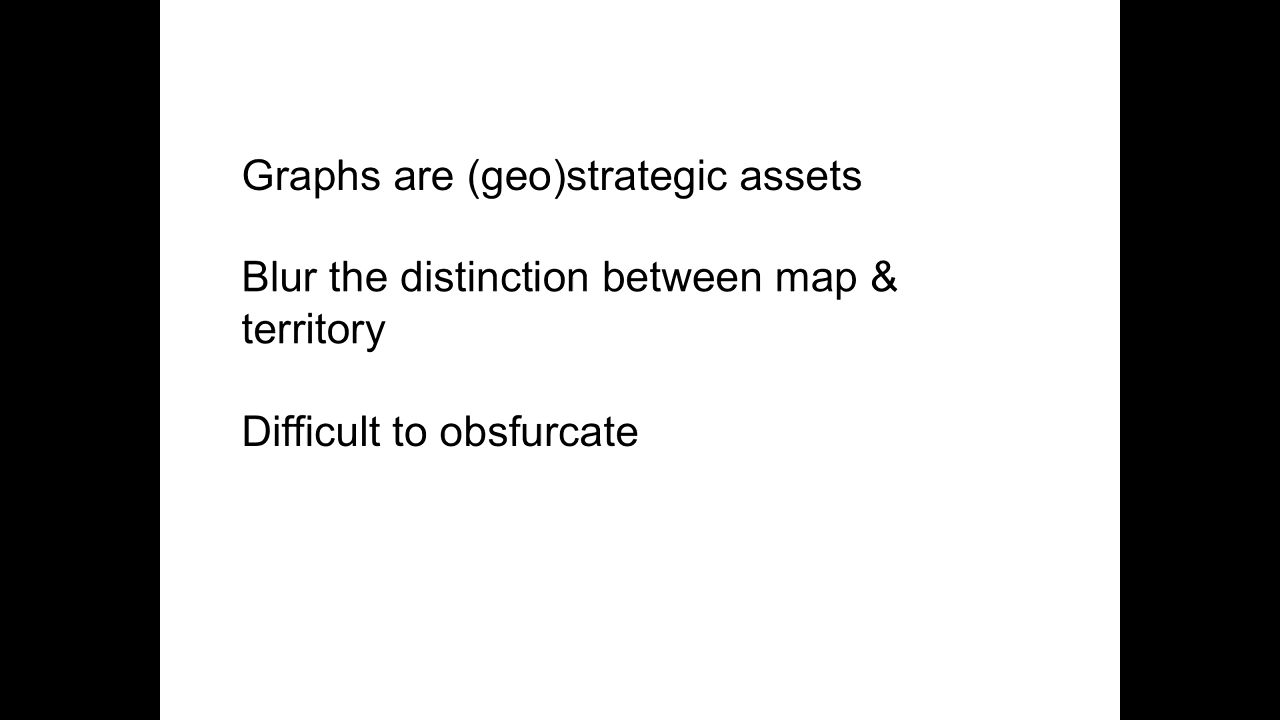 Graphs are (geo)strategic assets
Blur the distinction between map &
territory
Difficult to obsfurcate